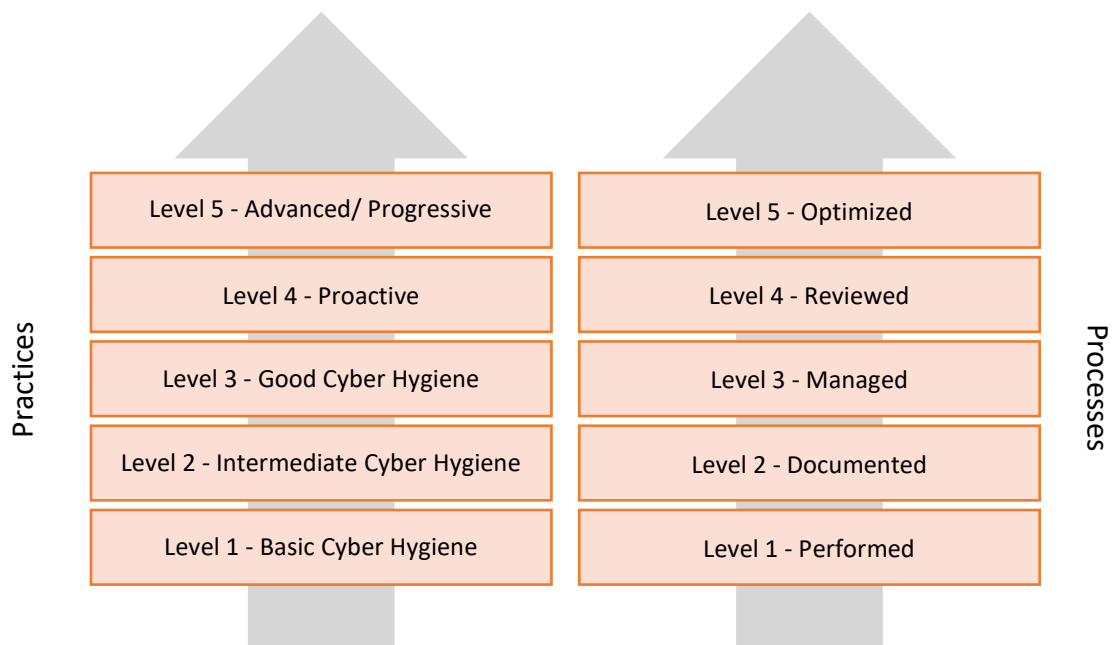 Practices
Level 5 - Advanced/ Progressive
Level 4 - Proactive
Level 3 - Good Cyber Hygiene
Level 2 - Intermediate Cyber Hygiene
Level 1 - Basic Cyber Hygiene
Level 5 - Optimized
Level 4 - Reviewed
Level 3 - Managed
Level 2 - Documented
Level 1 - Performed
Processes